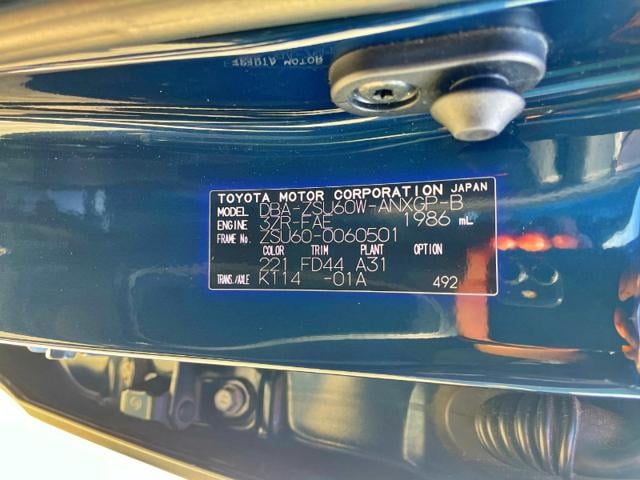 TOYOTA MOTOR CORPORATION JAPAN
MODEL DBA-ZSU60W-ANXGP-B
ENGINE 3ZR-FAE 1986 mL
FRAME No. ZSU60-0060501
COLOR TRIM PLANT OPTION
221 FD44 A31
TRANS./AXLE K114 -01A 492